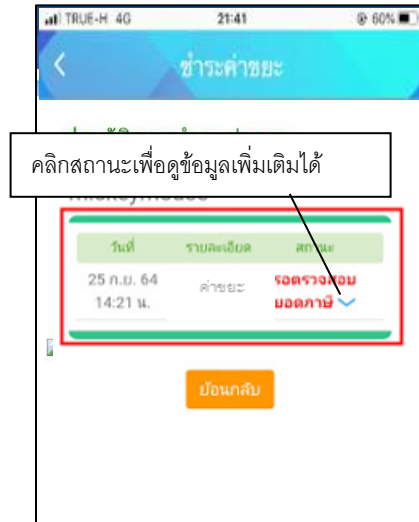 TRUE-H 4G 21:41 60%
ชำระค่าขยะ
คลิกสถานะเพื่อดูข้อมูลเพิ่มเติมได้
mickeymouse
วันที่ รายละเอียด สถานะ
25 ก.ย. 64 ค่าขยะ รอตรวจสอบ
14:21 น. ยอดภาษี
ย้อนกลับ